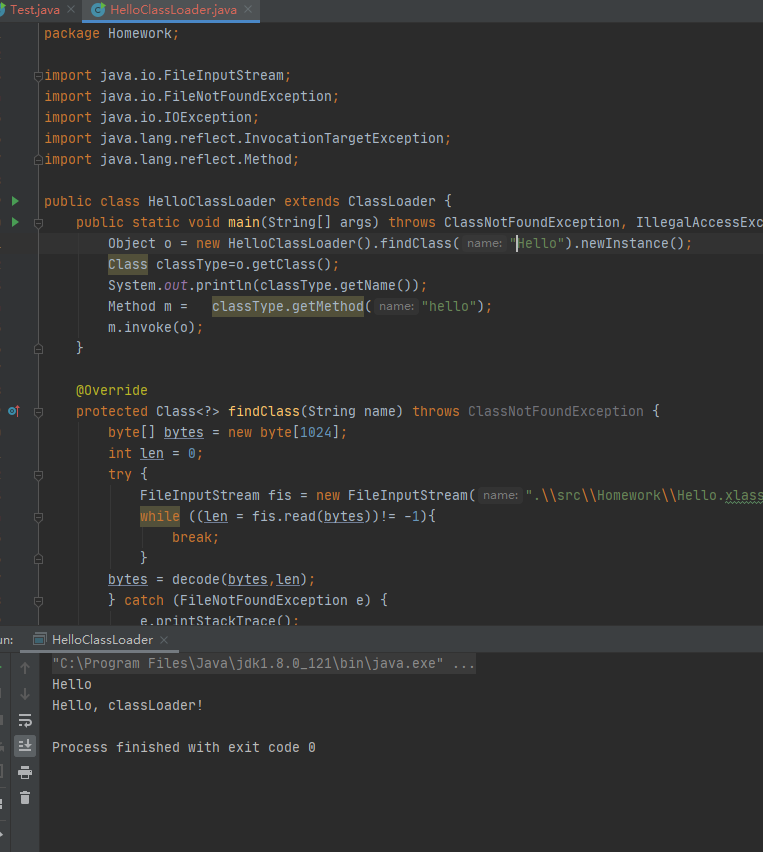 Test.java HelloClassLoader.java
package Homework;
import java.io.FileInputStream;
import java.io.FileNotFoundException;
import java.io.IOException;
import java.lang.reflect.InvocationTargetException;
import java.lang.reflect.Method;
public class HelloClassLoader extends ClassLoader {
public static void main(String[] args) throws ClassNotFoundException, IllegalAccessExc
Object o = new HelloClassLoader().findClass( name: "Hello").newInstance();
Class classType=o.getClass();
System.out.println(classType.getName());
Method m = classType.getMethod( name: "hello");
m.invoke(o);
}
@Override
protected Class<?> findClass(String name) throws ClassNotFoundException {
byte[] bytes = new byte[1024];
int len = 0;
try {
FileInputStream fis = new FileInputStream( name: ".\\src\\Homework\\Hello.xlass
while ((len = fis.read(bytes))!= -1){
break;
}
bytes = decode(bytes,len);
} catch (FileNotFoundException e) {
e.printStackTrace();
un: HelloClassLoader
"C:\Program Files\Java\jdk1.8.0_121\bin\java.exe" ...
Hello
Hello, classLoader!
Process finished with exit code 0